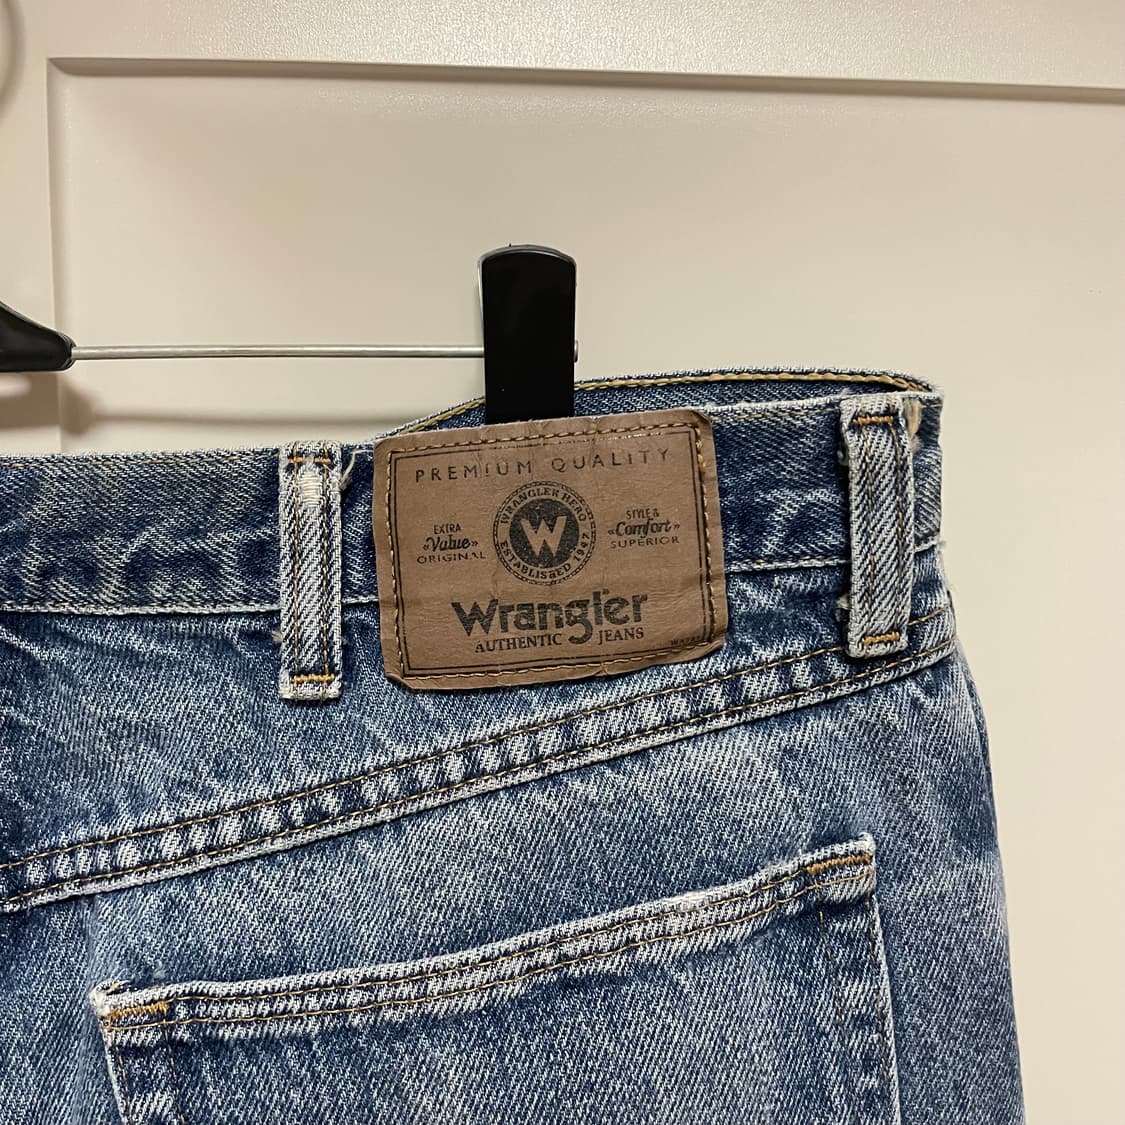 PREMIUM QUALITY
WRANGLER HERO
W
ESTABLISHED 1947
EXTRA
«Value»
ORIGINAL
STYLE &
«Comfort»
SUPERIOR
Wrangler
AUTHENTIC JEANS